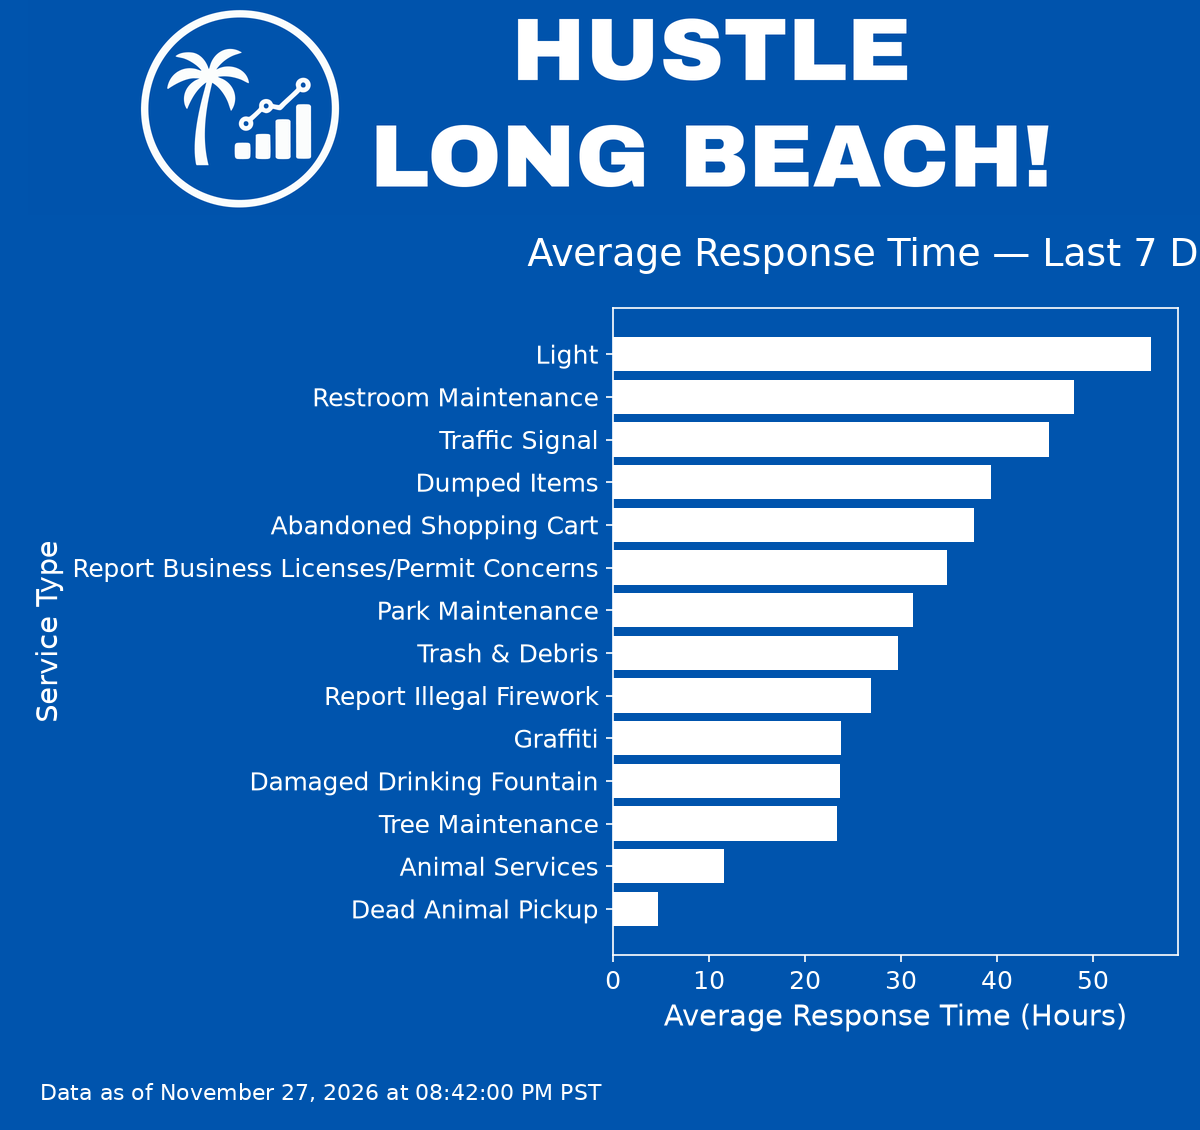 HUSTLE
LONG BEACH!
Average Response Time — Last 7 D
Light
Restroom Maintenance
Traffic Signal
Dumped Items
Abandoned Shopping Cart
Report Business Licenses/Permit Concerns
Park Maintenance
Trash & Debris
Report Illegal Firework
Graffiti
Damaged Drinking Fountain
Tree Maintenance
Animal Services
Dead Animal Pickup
Service Type
0 10 20 30 40 50
Average Response Time (Hours)
Data as of November 27, 2026 at 08:42:00 PM PST